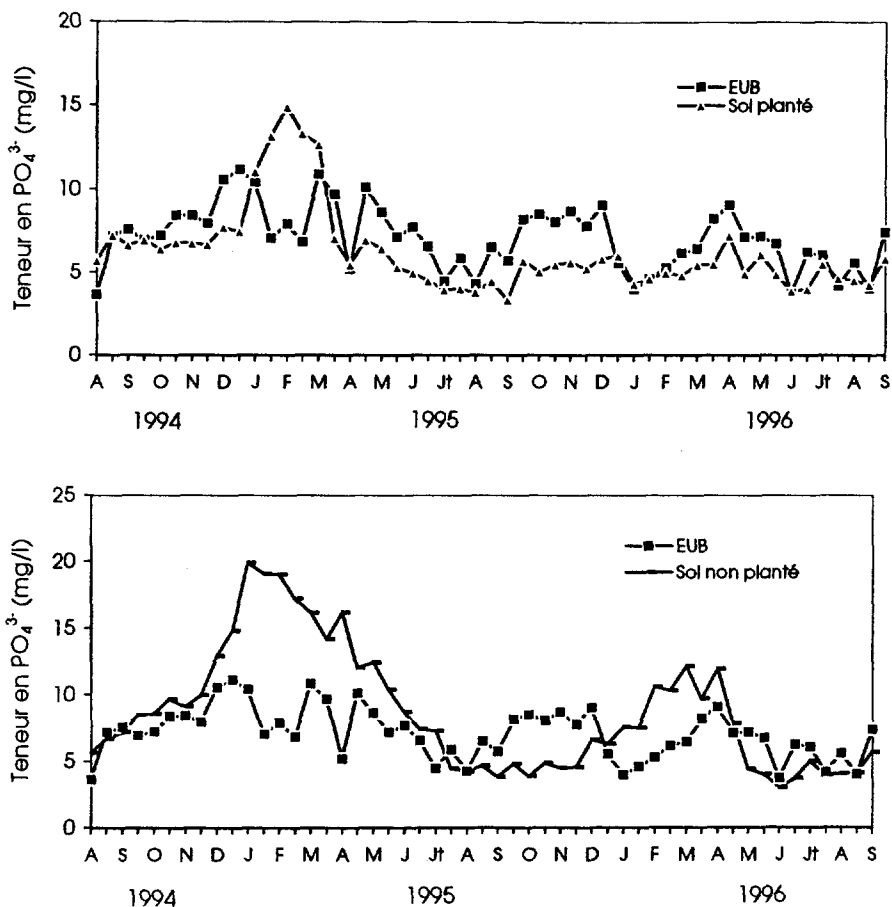 20
15
10
5
0
Teneur en PO₄³⁻ (mg/l)
EUB
Sol planté
A S O N D J F M A M J Jt A S O N D J F M A M J Jt A S
1994 1995 1996
25
20
15
10
5
0
Teneur en PO₄³⁻ (mg/l)
EUB
Sol non planté
A S O N D J F M A M J Jt A S O N D J F M A M J Jt A S
1994 1995 1996